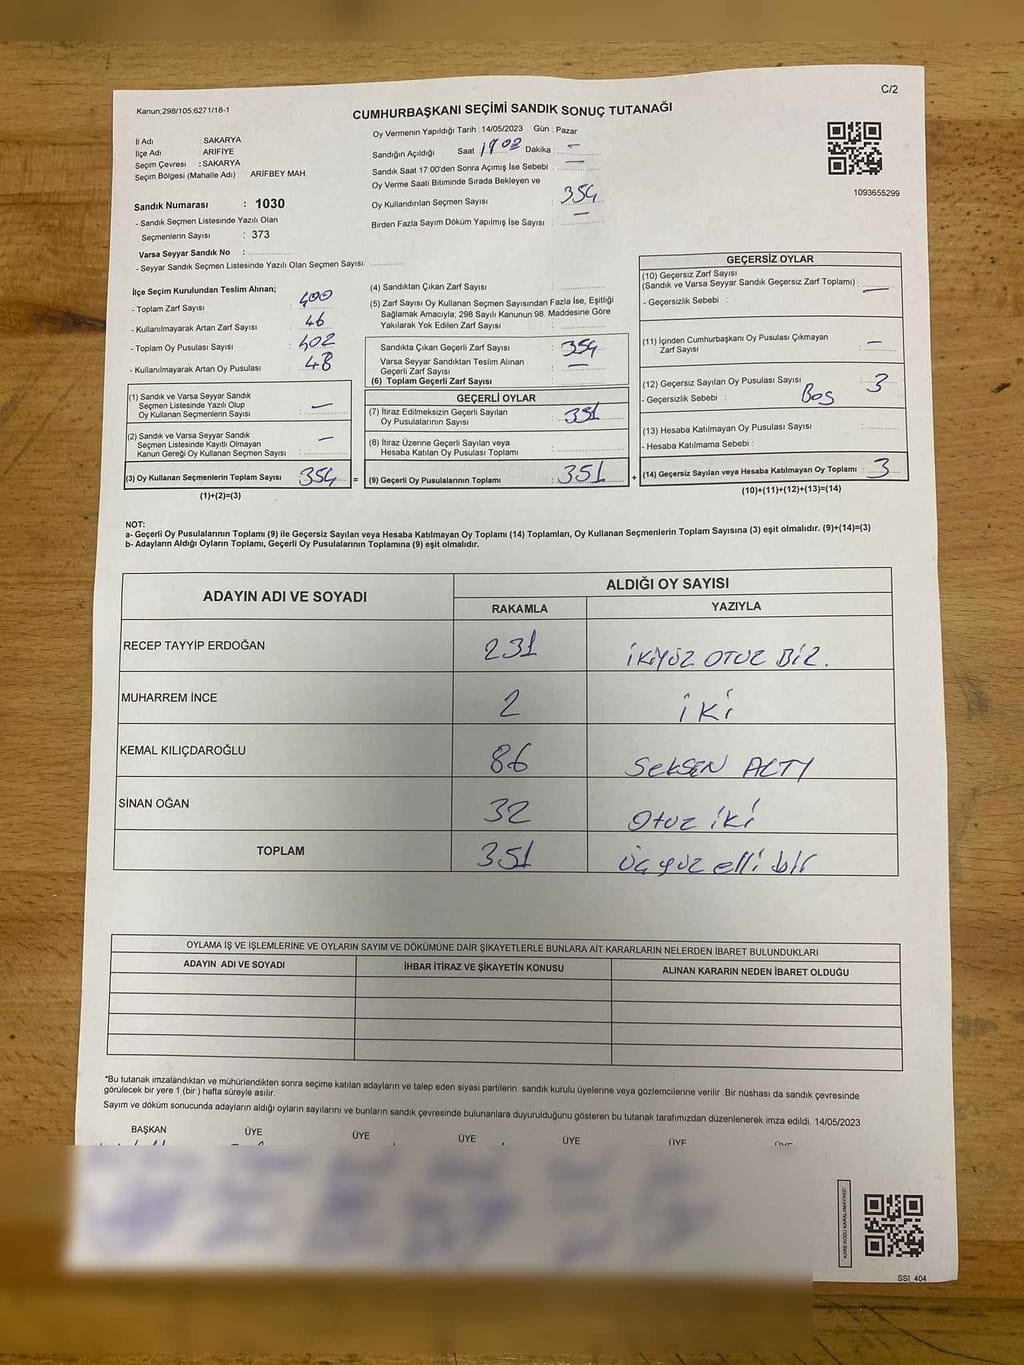 C/2
Kanun;298/105;6271/18-1
CUMHURBAŞKANI SEÇİMİ SANDIK SONUÇ TUTANAĞI
İl Adı : SAKARYA
İlçe Adı : ARİFİYE
Seçim Çevresi : SAKARYA
Seçim Bölgesi (Mahalle Adı) : ARİFBEY MAH.
Sandık Numarası : 1030
- Sandık Seçmen Listesinde Yazılı Olan
Seçmenlerin Sayısı : 373
Varsa Seyyar Sandık No :
- Seyyar Sandık Seçmen Listesinde Yazılı Olan Seçmen Sayısı:
Oy Vermenin Yapıldığı Tarih : 14/05/2023 Gün : Pazar
Sandığın Açıldığı Saat : Dakika : -
Sandık Saat 17:00'den Sonra Açımış İse Sebebi : —
Oy Verme Saati Bitiminde Sırada Bekleyen ve
Oy Kullandırılan Seçmen Sayısı : 354
Birden Fazla Sayım Döküm Yapılmış İse Sayısı : —
1093655299
İlçe Seçim Kurulundan Teslim Alınan;
- Toplam Zarf Sayısı : 400
- Kullanılmayarak Artan Zarf Sayısı : 46
- Toplam Oy Pusulası Sayısı : 402
- Kullanılmayarak Artan Oy Pusulası : 48
(1) Sandık ve Varsa Seyyar Sandık
Seçmen Listesinde Yazılı Olup
Oy Kullanan Seçmenlerin Sayısı : —
(2) Sandık ve Varsa Seyyar Sandık
Seçmen Listesinde Kayıtlı Olmayan
Kanun Gereği Oy Kullanan Seçmen Sayısı : —
(3) Oy Kullanan Seçmenlerin Toplam Sayısı : 354 =
(1)+(2)=(3)
(4) Sandıktan Çıkan Zarf Sayısı :
(5) Zarf Sayısı Oy Kullanan Seçmen Sayısından Fazla İse, Eşitliği
Sağlamak Amacıyla; 298 Sayılı Kanunun 98. Maddesine Göre
Yakılarak Yok Edilen Zarf Sayısı :
Sandıkta Çıkan Geçerli Zarf Sayısı : 354
Varsa Seyyar Sandıktan Teslim Alınan
Geçerli Zarf Sayısı : —
(6) Toplam Geçerli Zarf Sayısı :
GEÇERLİ OYLAR
(7) İtiraz Edilmeksizin Geçerli Sayılan
Oy Pusulalarının Sayısı : 351
(8) İtiraz Üzerine Geçerli Sayılan veya
Hesaba Katılan Oy Pusulası Toplamı :
(9) Geçerli Oy Pusulalarının Toplamı : 351 +
GEÇERSİZ OYLAR
(10) Geçersiz Zarf Sayısı
(Sandık ve Varsa Seyyar Sandık Geçersiz Zarf Toplamı) : —
- Geçersizlik Sebebi :
(11) İçinden Cumhurbaşkanı Oy Pusulası Çıkmayan
Zarf Sayısı : —
(12) Geçersiz Sayılan Oy Pusulası Sayısı : 3
- Geçersizlik Sebebi : Boş
(13) Hesaba Katılmayan Oy Pusulası Sayısı :
- Hesaba Katılmama Sebebi :
(14) Geçersiz Sayılan veya Hesaba Katılmayan Oy Toplamı : 3
(10)+(11)+(12)+(13)=(14)
NOT:
a- Geçerli Oy Pusulalarının Toplamı (9) ile Geçersiz Sayılan veya Hesaba Katılmayan Oy Toplamı (14) Toplamları, Oy Kullanan Seçmenlerin Toplam Sayısına (3) eşit olmalıdır. (9)+(14)=(3)
b- Adayların Aldığı Oyların Toplamı, Geçerli Oy Pusulalarının Toplamına (9) eşit olmalıdır.
ADAYIN ADI VE SOYADI ALDIĞI OY SAYISI
RAKAMLA YAZIYLA
RECEP TAYYİP ERDOĞAN 231 İKİYÜZ OTUZ BİR.
MUHARREM İNCE 2 İKİ
KEMAL KILIÇDAROĞLU 86 SEKSEN ALTI
SİNAN OĞAN 32 Otuz iki
TOPLAM 351 Üçyüz elli bir
OYLAMA İŞ VE İŞLEMLERİNE VE OYLARIN SAYIM VE DÖKÜMÜNE DAİR ŞİKAYETLERLE BUNLARA AİT KARARLARIN NELERDEN İBARET BULUNDUKLARI
ADAYIN ADI VE SOYADI İHBAR İTİRAZ VE ŞİKAYETİN KONUSU ALINAN KARARIN NEDEN İBARET OLDUĞU
*Bu tutanak imzalandıktan ve mühürlendikten sonra seçime katılan adayların ve talep eden siyasi partilerin sandık kurulu üyelerine veya gözlemcilerine verilir. Bir nüshası da sandık çevresinde
görülecek bir yere 1 (bir) hafta süreyle asılır.
Sayım ve döküm sonucunda adayların aldığı oyların sayılarını ve bunların sandık çevresinde bulunanlara duyurulduğunu gösteren bu tutanak tarafımızdan düzenlenerek imza edildi. 14/05/2023
BAŞKAN ÜYE ÜYE ÜYE ÜYE ÜYE
KARE KODU KARALAMAYINIZ!
SSİ_404